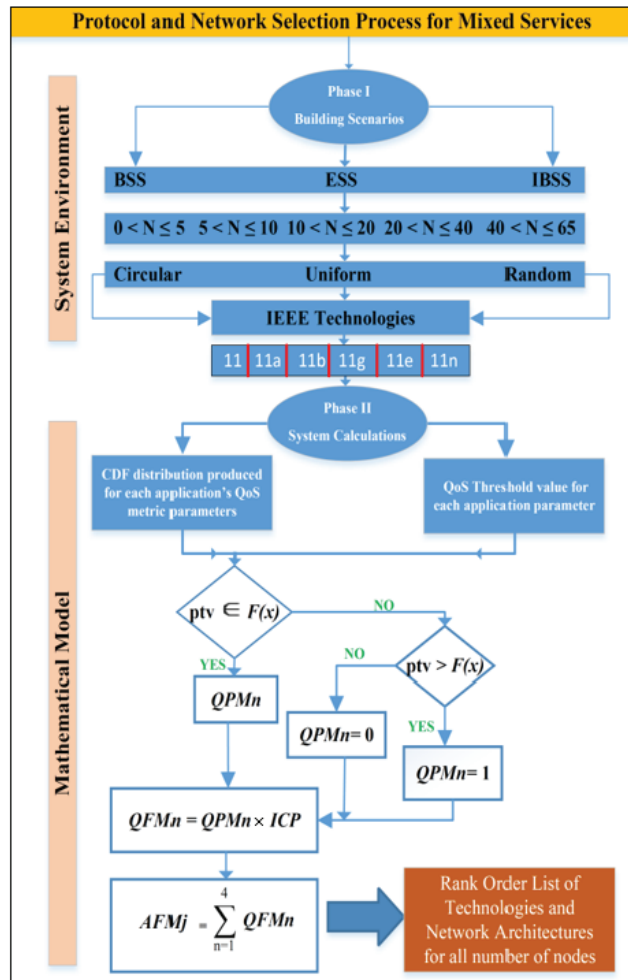 Protocol and Network Selection Process for Mixed Services
System Environment
Phase I
Building Scenarios
BSS ESS IBSS
0 < N ≤ 5 5 < N ≤ 10 10 < N ≤ 20 20 < N ≤ 40 40 < N ≤ 65
Circular Uniform Random
IEEE Technologies
11 11a 11b 11g 11e 11n
Mathematical Model
Phase II
System Calculations
CDF distribution produced
for each application's QoS
metric parameters
QoS Threshold value for
each application parameter
ptv ∈ F(x)
NO
YES
NO
ptv > F(x)
QPMn
QPMn= 0
YES
QPMn= 1
QFMn = QPMn × ICP
AFMj = ∑ QFMn
4
n=1
Rank Order List of
Technologies and
Network Architectures
for all number of nodes